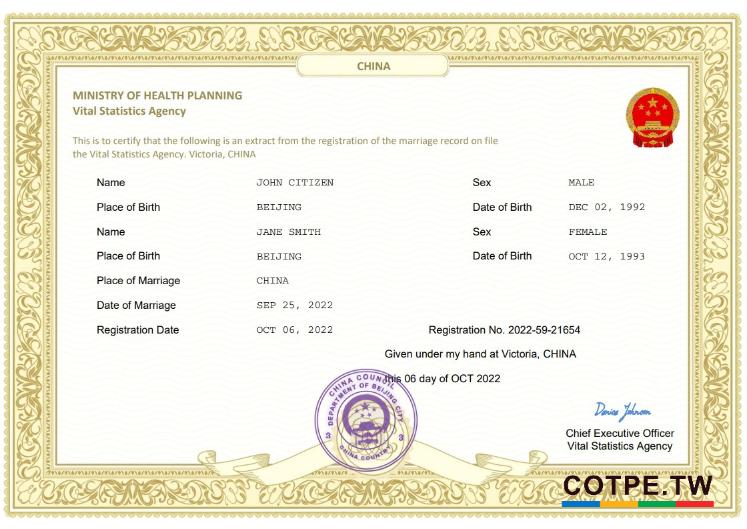 CHINA
MINISTRY OF HEALTH PLANNING
Vital Statistics Agency
This is to certify that the following is an extract from the registration of the marriage record on file
the Vital Statistics Agency. Victoria, CHINA
Name JOHN CITIZEN Sex MALE
Place of Birth BEIJING Date of Birth DEC 02, 1992
Name JANE SMITH Sex FEMALE
Place of Birth BEIJING Date of Birth OCT 12, 1993
Place of Marriage CHINA
Date of Marriage SEP 25, 2022
Registration Date OCT 06, 2022 Registration No. 2022-59-21654
Given under my hand at Victoria, CHINA
this 06 day of OCT 2022
CHINA COUNCIL
DEPARTMENT OF BEIJING CITY
3 3
CHINA COUNTRY
Denise Johnson
Chief Executive Officer
Vital Statistics Agency
COTPE.TW